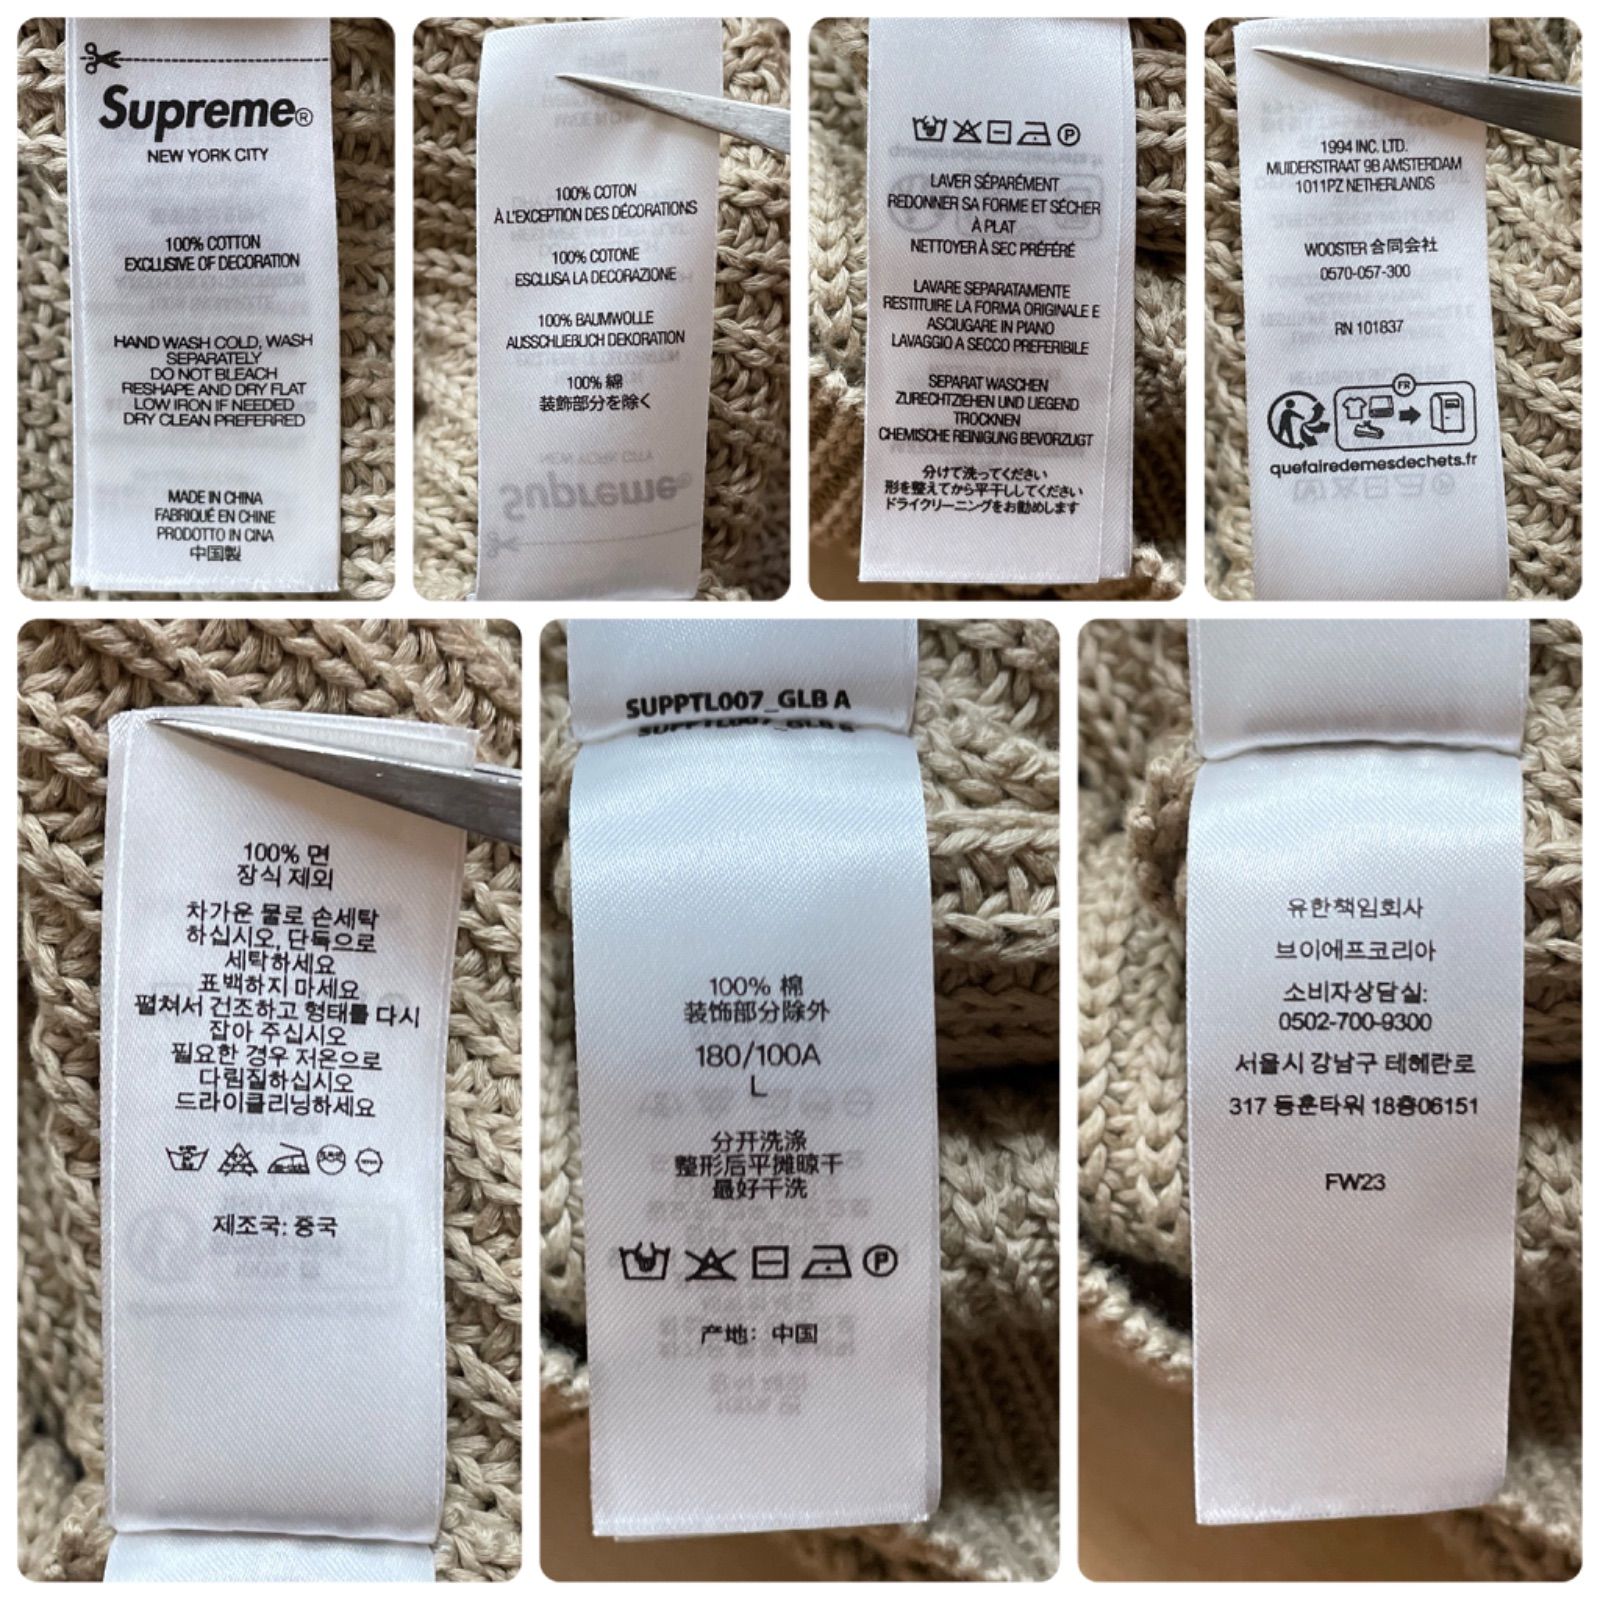 Supreme®
NEW YORK CITY
100% COTTON
EXCLUSIVE OF DECORATION
HAND WASH COLD, WASH
SEPARATELY
DO NOT BLEACH
RESHAPE AND DRY FLAT
LOW IRON IF NEEDED
DRY CLEAN PREFERRED
MADE IN CHINA
FABRIQUÉ EN CHINE
PRODOTTO IN CINA
中国製
100% COTON
À L'EXCEPTION DES DÉCORATIONS
100% COTONE
ESCLUSA LA DECORAZIONE
100% BAUMWOLLE
AUSSCHLIEßLICH DEKORATION
100% 綿
装飾部分を除く
P
LAVER SÉPARÉMENT
REDONNER SA FORME ET SÉCHER
À PLAT
NETTOYER À SEC PRÉFÉRÉ
LAVARE SEPARATAMENTE
RESTITUIRE LA FORMA ORIGINALE E
ASCIUGARE IN PIANO
LAVAGGIO A SECCO PREFERIBILE
SEPARAT WASCHEN
ZURECHTZIEHEN UND LIEGEND
TROCKNEN
CHEMISCHE REINIGUNG BEVORZUGT
分けて洗ってください
形を整えてから平干ししてください
ドライクリーニングをお勧めします
1994 INC. LTD.
MUIDERSTRAAT 9B AMSTERDAM
1011PZ NETHERLANDS
WOOSTER 合同会社
0570-057-300
RN 101837
FR
quefairedemesdechets.fr
100% 면
장식 제외
차가운 물로 손세탁
하십시오, 단독으로
세탁하세요
표백하지 마세요
펼쳐서 건조하고 형태를 다시
잡아 주십시오
필요한 경우 저온으로
다림질하십시오
드라이클리닝하세요
제조국: 중국
SUPPTL007_GLB A
SUPPTL007_GLB B
100% 棉
装饰部分除外
180/100A
L
分开洗涤
整形后平摊晾干
最好干洗
P
产地：中国
유한책임회사
브이에프코리아
소비자상담실:
0502-700-9300
서울시 강남구 테헤란로
317 등훈타워 18층06151
FW23